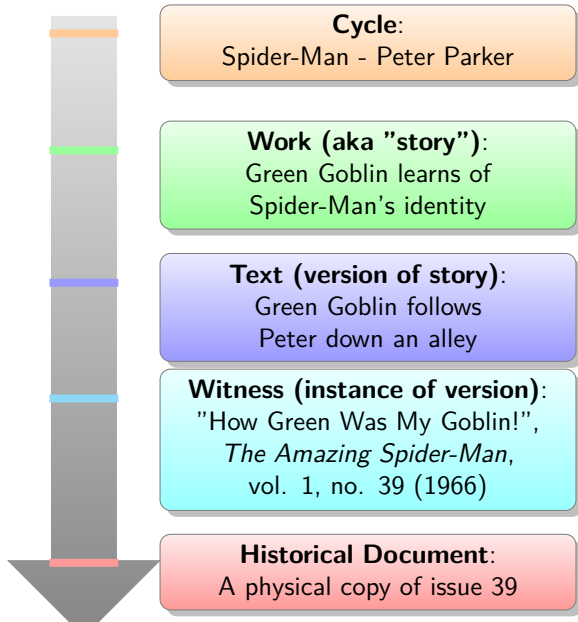 Cycle:
Spider-Man - Peter Parker
Work (aka ”story”):
Green Goblin learns of
Spider-Man's identity
Text (version of story):
Green Goblin follows
Peter down an alley
Witness (instance of version):
”How Green Was My Goblin!”,
The Amazing Spider-Man,
vol. 1, no. 39 (1966)
Historical Document:
A physical copy of issue 39